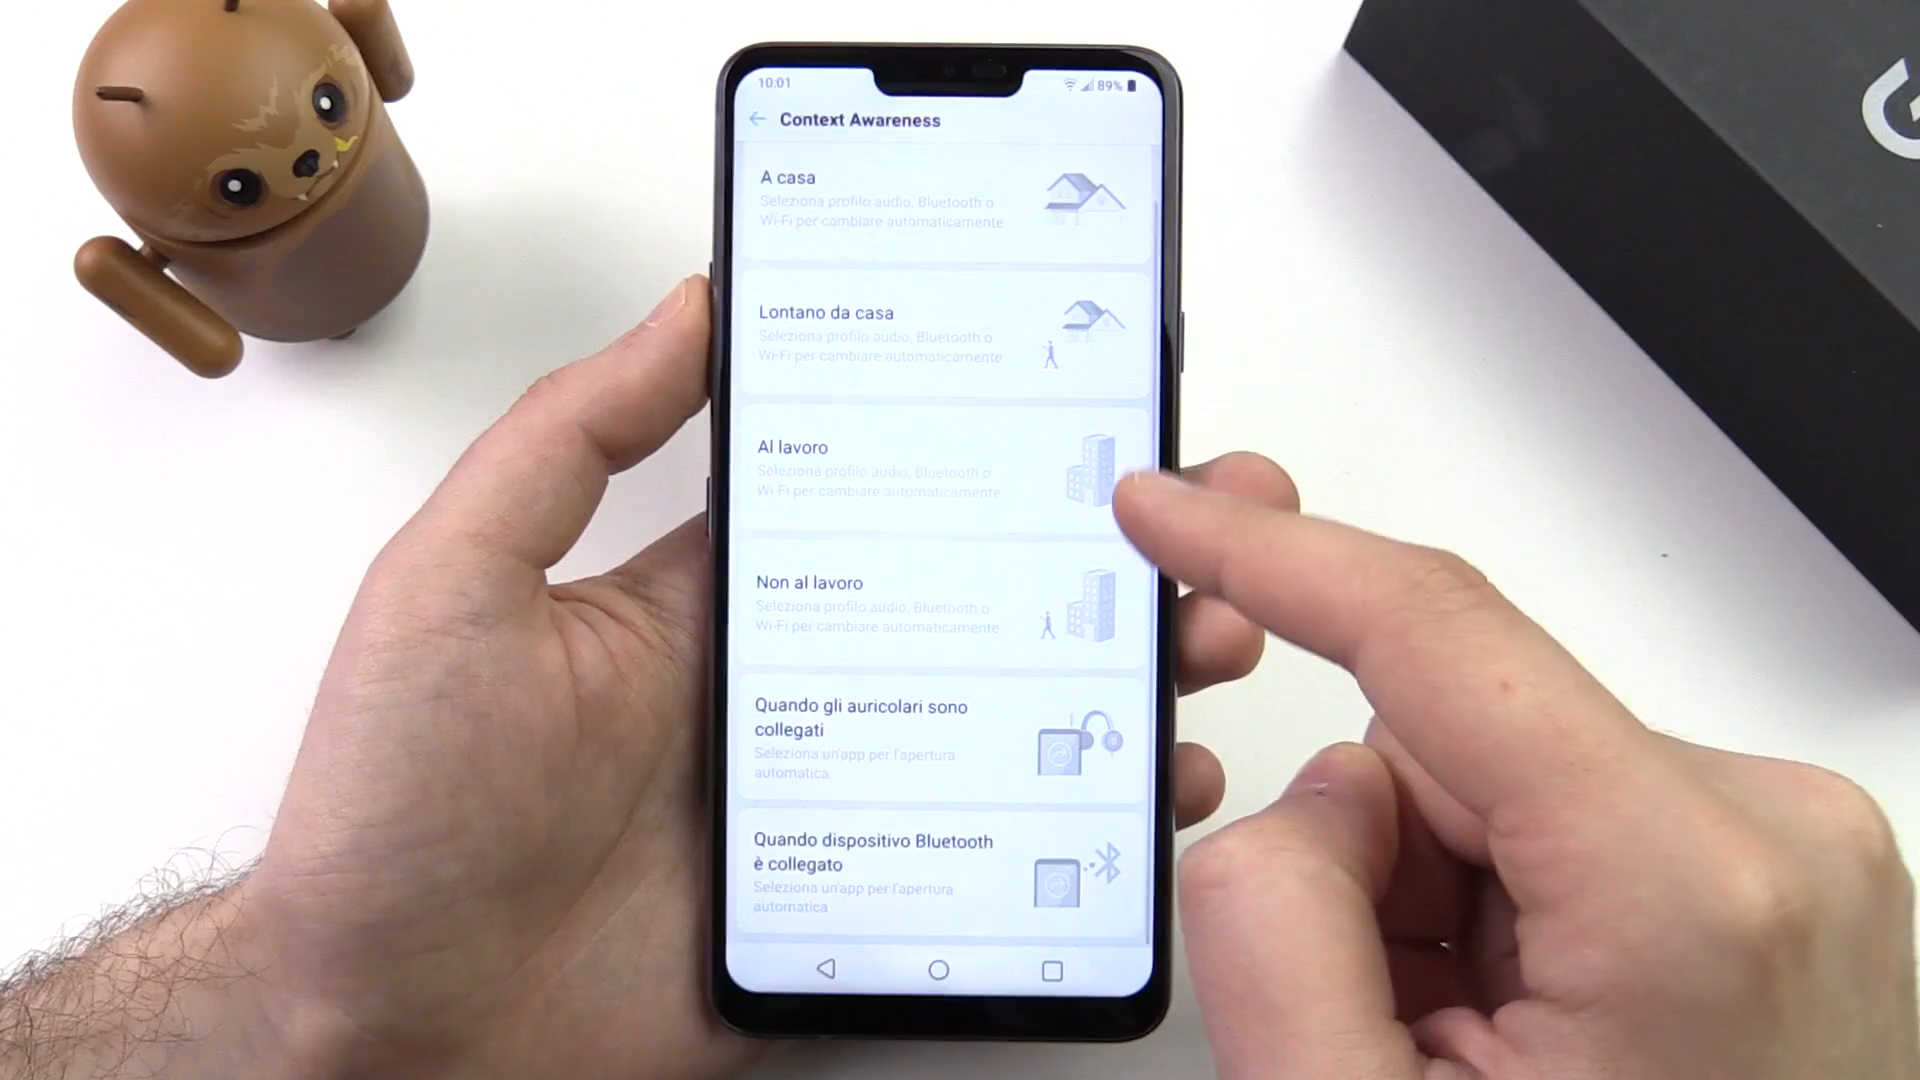 10:01
89%
Context Awareness
A casa
Seleziona profilo audio, Bluetooth o
Wi-Fi per cambiare automaticamente
Lontano da casa
Seleziona profilo audio, Bluetooth o
Wi-Fi per cambiare automaticamente
Al lavoro
Seleziona profilo audio, Bluetooth o
Wi-Fi per cambiare automaticamente
Non al lavoro
Seleziona profilo audio, Bluetooth o
Wi-Fi per cambiare automaticamente
Quando gli auricolari sono
collegati
Seleziona un'app per l'apertura
automatica
Quando dispositivo Bluetooth
è collegato
Seleziona un'app per l'apertura
automatica